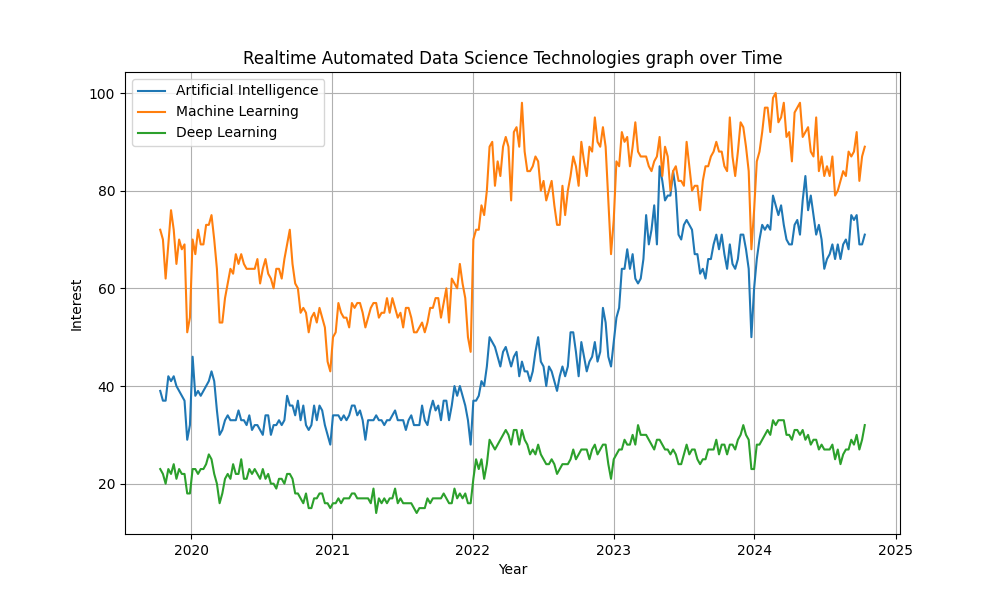 Realtime Automated Data Science Technologies graph over Time
Artificial Intelligence
Machine Learning
Deep Learning
100
80
60
40
20
Interest
2020 2021 2022 2023 2024 2025
Year